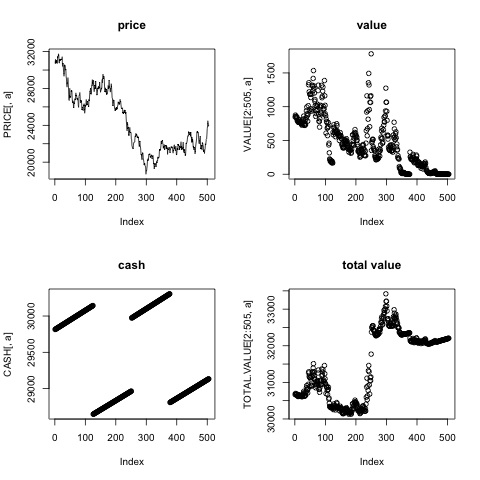 price
PRICE[, a]
20000 24000 28000 32000
0 100 200 300 400 500
Index
value
VALUE[2:505, a]
0 500 1000 1500
0 100 200 300 400 500
Index
cash
CASH[, a]
29000 29500 30000
0 100 200 300 400 500
Index
total value
TOTAL.VALUE[2:505, a]
30000 31000 32000 33000
0 100 200 300 400 500
Index